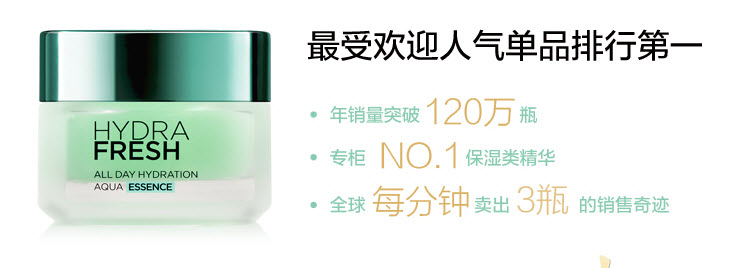 最受欢迎人气单品排行第一
HYDRA
FRESH
ALL DAY HYDRATION
AQUA ESSENCE
• 年销量突破 120万 瓶
• 专柜 NO.1 保湿类精华
• 全球 每分钟 卖出 3瓶 的销售奇迹